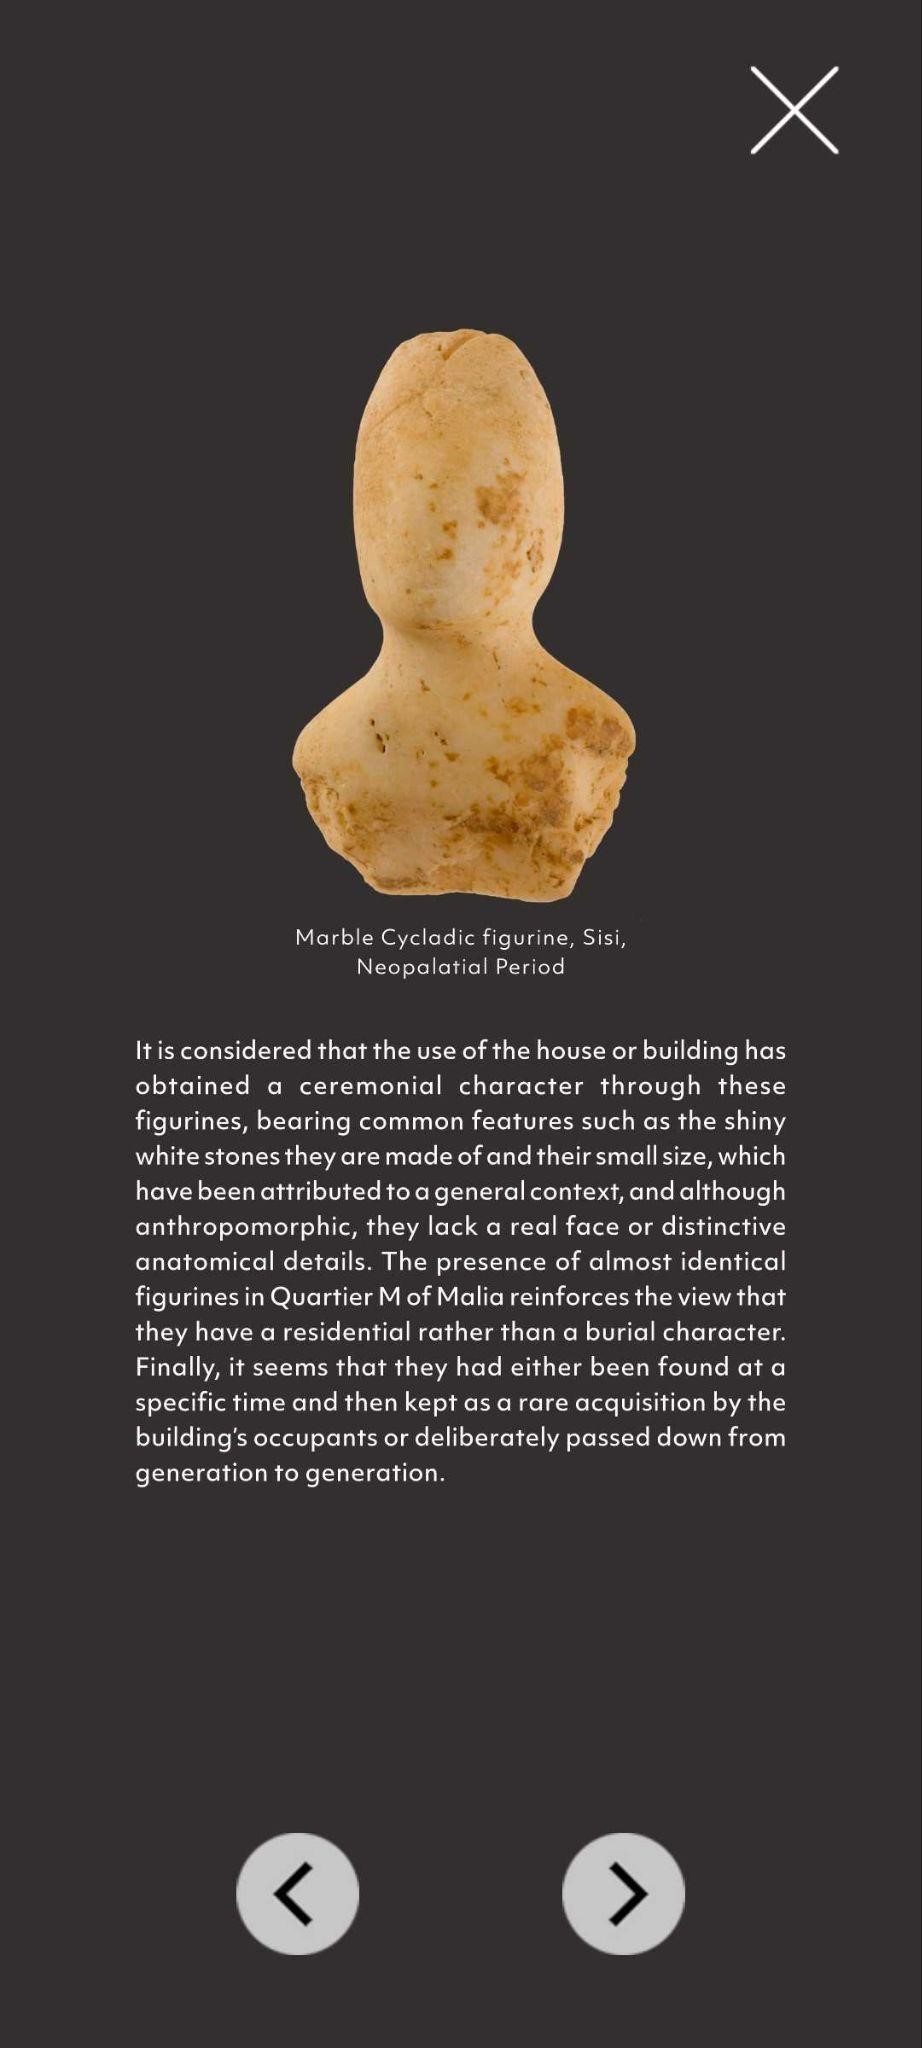 Marble Cycladic figurine, Sisi,
Neopalatial Period
It is considered that the use of the house or building has
obtained a ceremonial character through these
figurines, bearing common features such as the shiny
white stones they are made of and their small size, which
have been attributed to a general context, and although
anthropomorphic, they lack a real face or distinctive
anatomical details. The presence of almost identical
figurines in Quartier M of Malia reinforces the view that
they have a residential rather than a burial character.
Finally, it seems that they had either been found at a
specific time and then kept as a rare acquisition by the
building's occupants or deliberately passed down from
generation to generation.